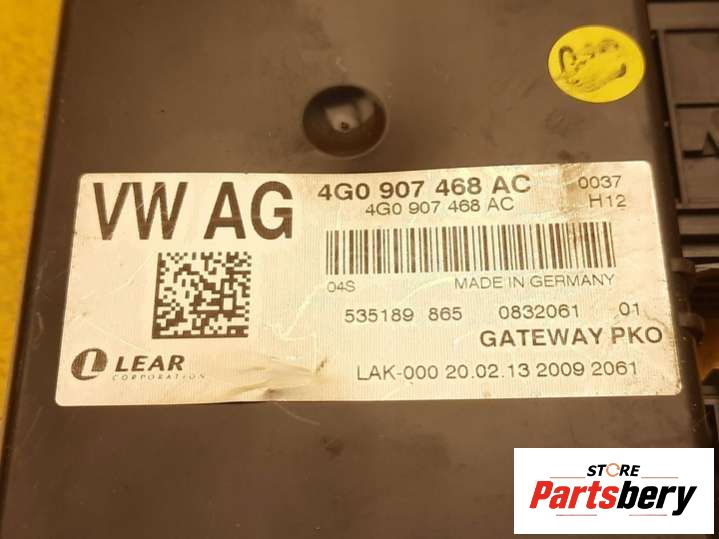 VW AG
4G0 907 468 AC 0037
4G0 907 468 AC H12
04S MADE IN GERMANY
535189 865 0832061 01
GATEWAY PKO
LEAR
CORPORATION
LAK-000 20.02.13 2009 2061
STORE
Partsbery